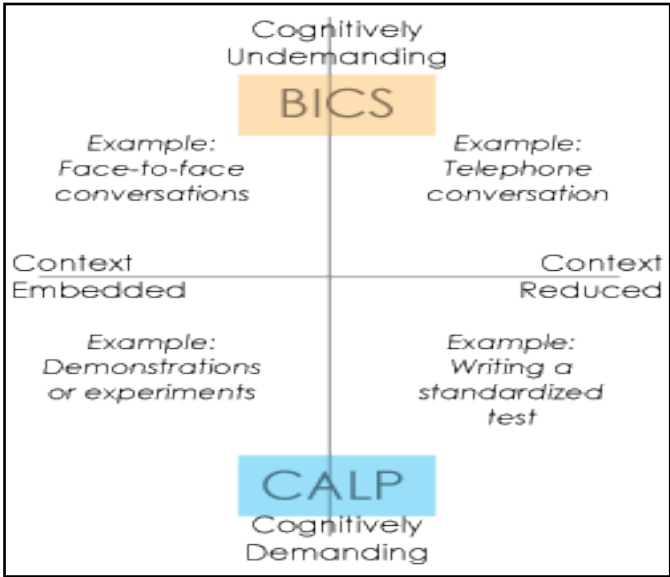 Cognitively
Undemanding
BICS
Example:
Face-to-face
conversations
Example:
Telephone
conversation
Context
Embedded
Context
Reduced
Example:
Demonstrations
or experiments
Example:
Writing a
standardized
test
CALP
Cognitively
Demanding